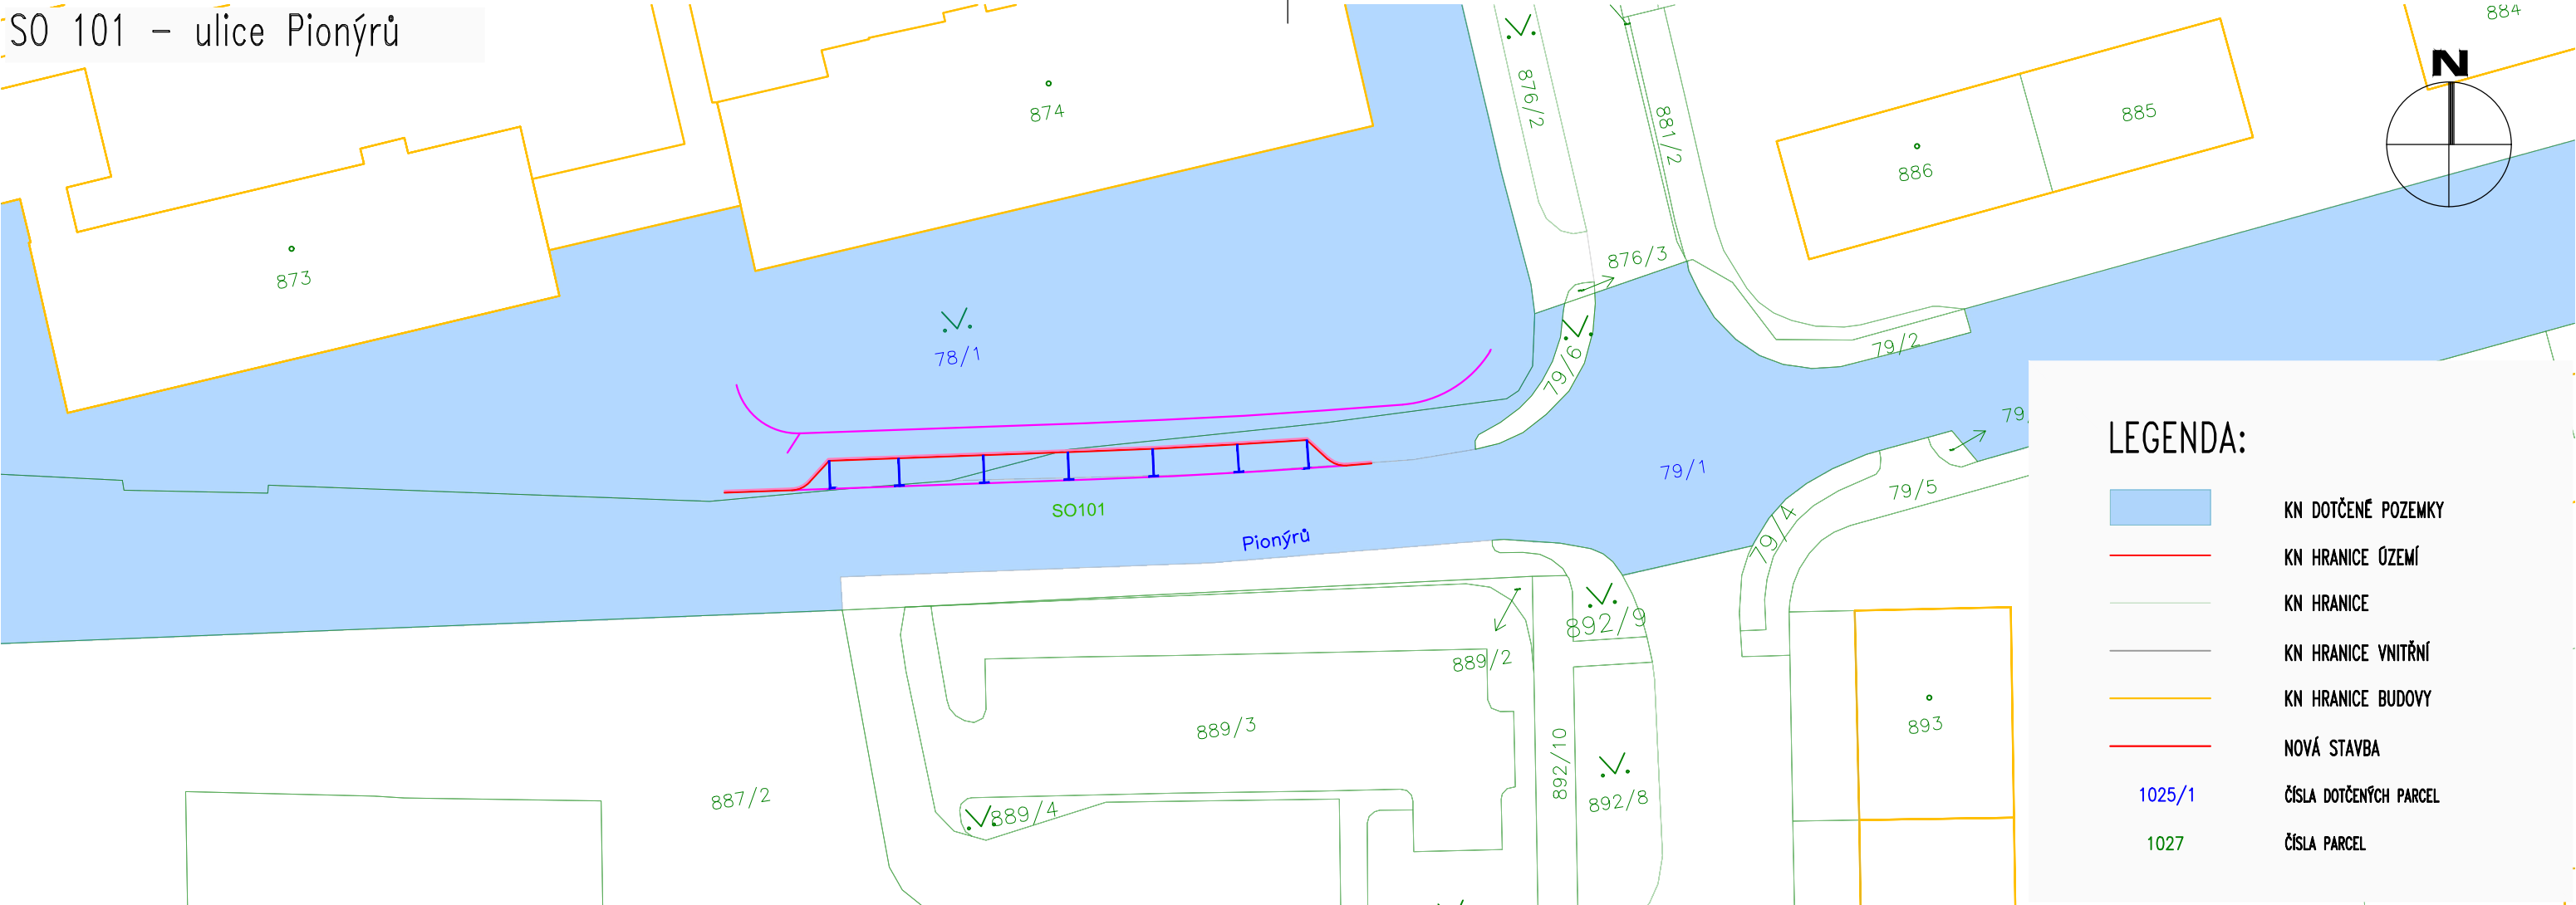 SO 101 - ulice Pionýrů
884
N
874
876/2
881/2
885
886
873
876/3
78/1
79/6
79/2
79
79/1
79/5
79/4
SO101
Pionýrů
892/9
889/2
889/3
892/10
893
887/2
889/4
892/8
LEGENDA:
KN DOTČENÉ POZEMKY
KN HRANICE ÚZEMÍ
KN HRANICE
KN HRANICE VNITŘNÍ
KN HRANICE BUDOVY
NOVÁ STAVBA
1025/1 ČÍSLA DOTČENÝCH PARCEL
1027 ČÍSLA PARCEL